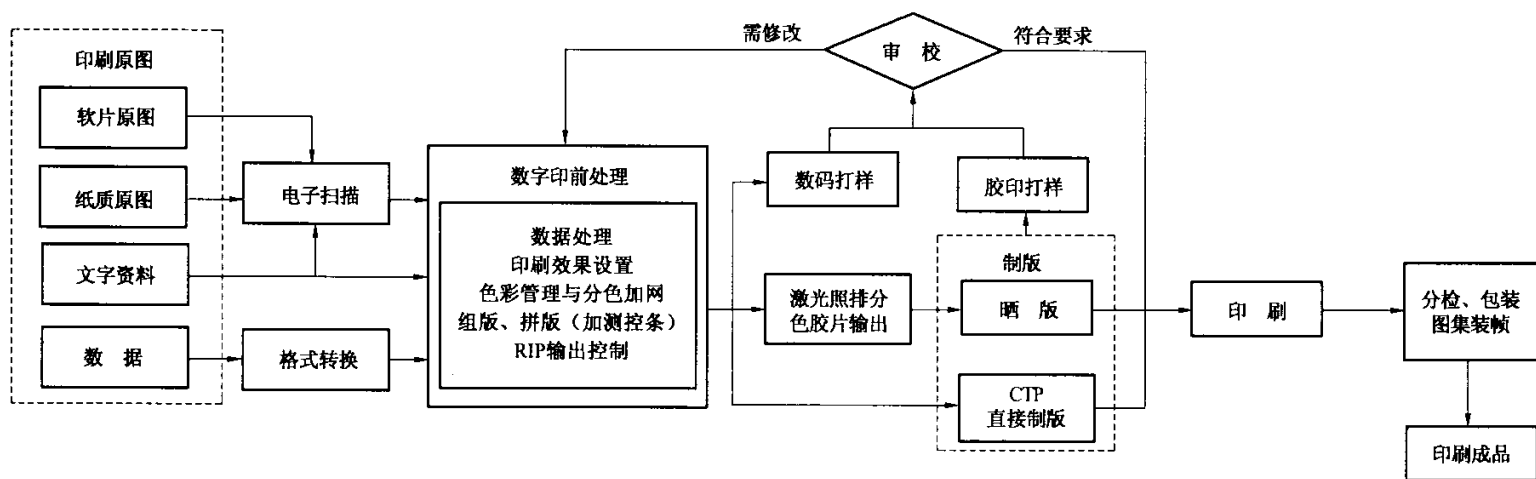 需修改
审 校
符合要求
印刷原图
软片原图
纸质原图
文字资料
数 据
电子扫描
格式转换
数字印前处理
数据处理
印刷效果设置
色彩管理与分色加网
组版、拼版（加测控条）
RIP输出控制
数码打样
胶印打样
激光照排分
色胶片输出
制版
晒 版
CTP
直接制版
印 刷
分检、包装
图集装帧
印刷成品